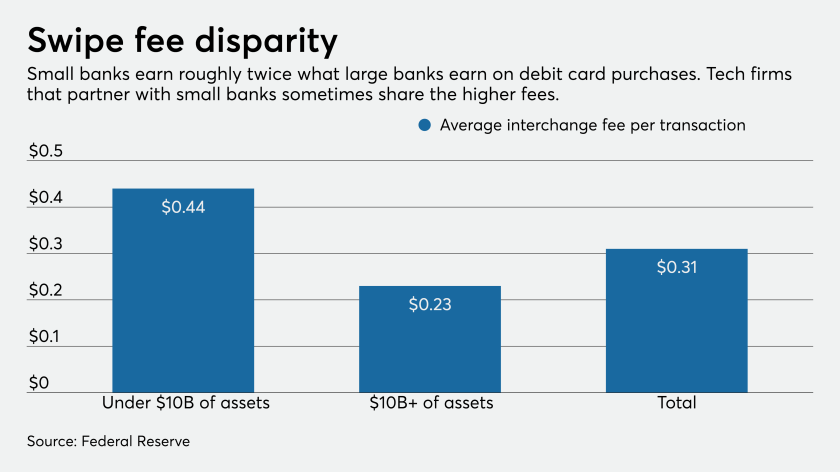 Swipe fee disparity
Small banks earn roughly twice what large banks earn on debit card purchases. Tech firms
that partner with small banks sometimes share the higher fees.
Average interchange fee per transaction
$0.5
$0.4
$0.3
$0.2
$0.1
$0
$0.44
$0.23
$0.31
Under $10B of assets
$10B+ of assets
Total
Source: Federal Reserve